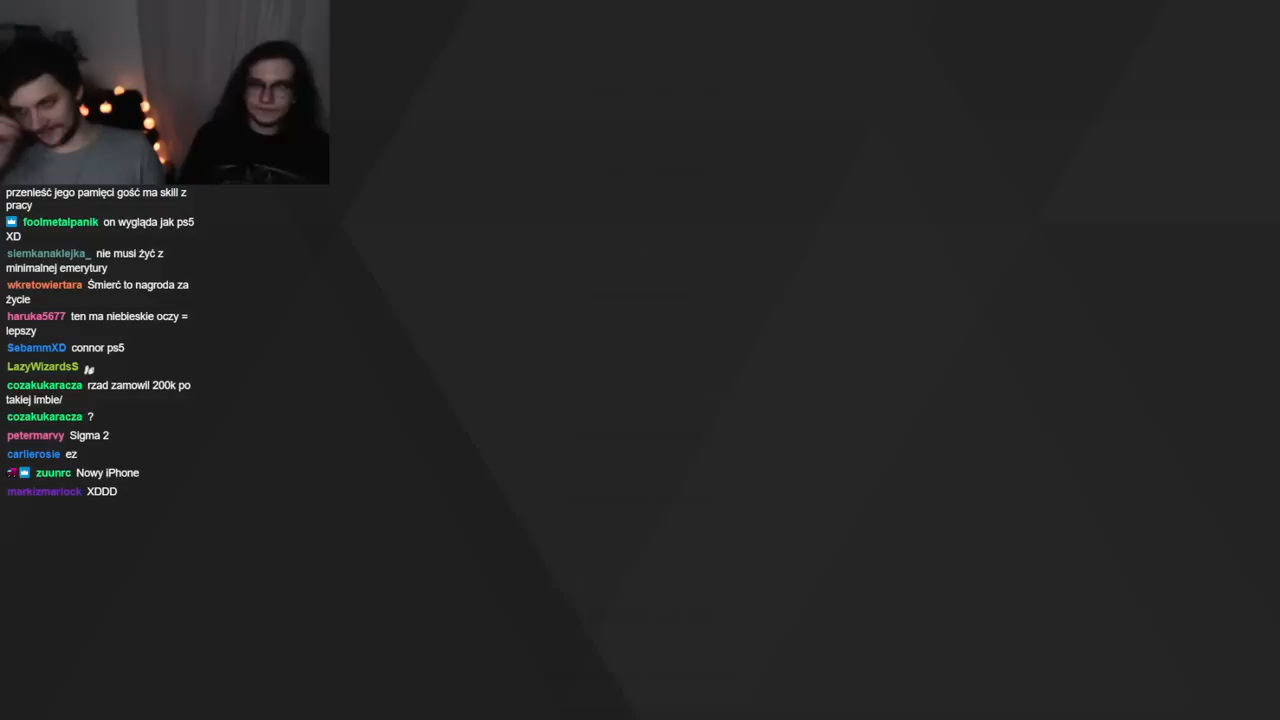 przenieść jego pamięci gość ma skill z
pracy
foolmetalpanik on wygląda jak ps5
XD
siemkanaklejka_ nie musi żyć z
minimalnej emerytury
wkretowiertara Śmierć to nagroda za
życie
haruka5677 ten ma niebieskie oczy =
lepszy
SebammXD connor ps5
LazyWizardsS
cozakukaracza rzad zamowil 200k po
takiej imbie/
cozakukaracza ?
petermarvy Sigma 2
carlierosie ez
zuunrc Nowy iPhone
markizmarlock XDDD